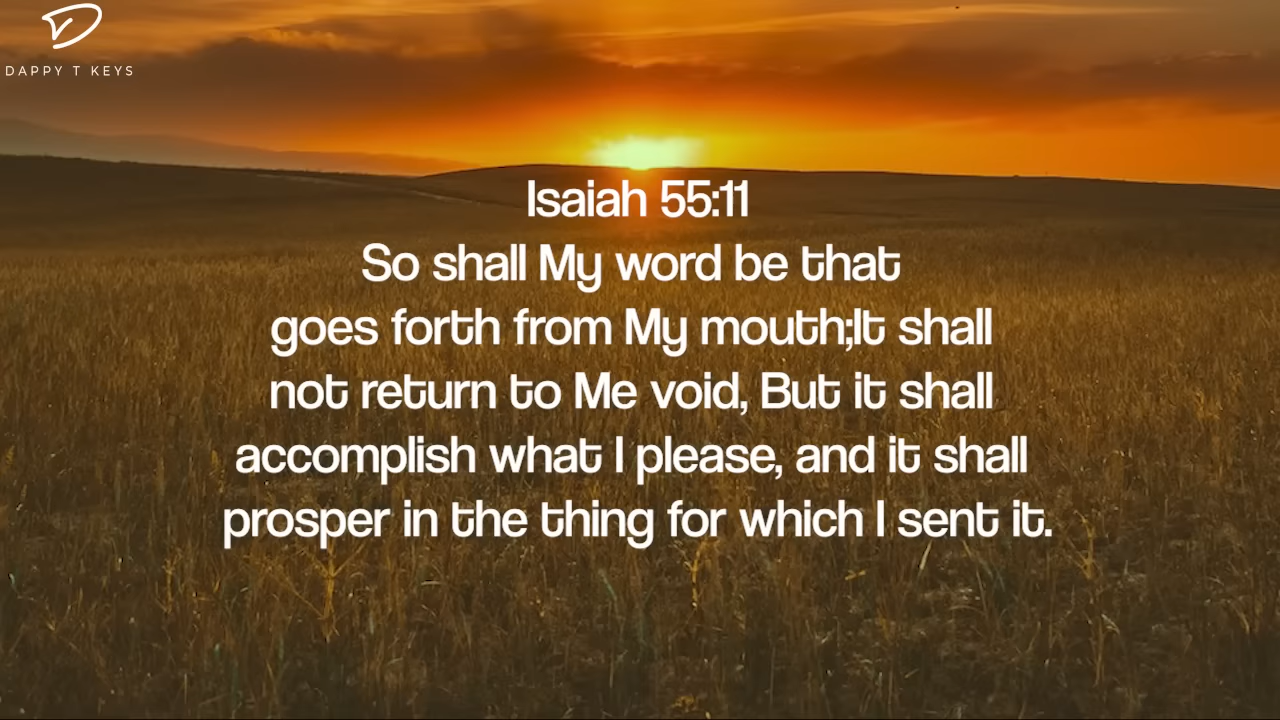 DAPPY T KEYS
Isaiah 55:11
So shall My word be that
goes forth from My mouth;It shall
not return to Me void, But it shall
accomplish what I please, and it shall
prosper in the thing for which I sent it.